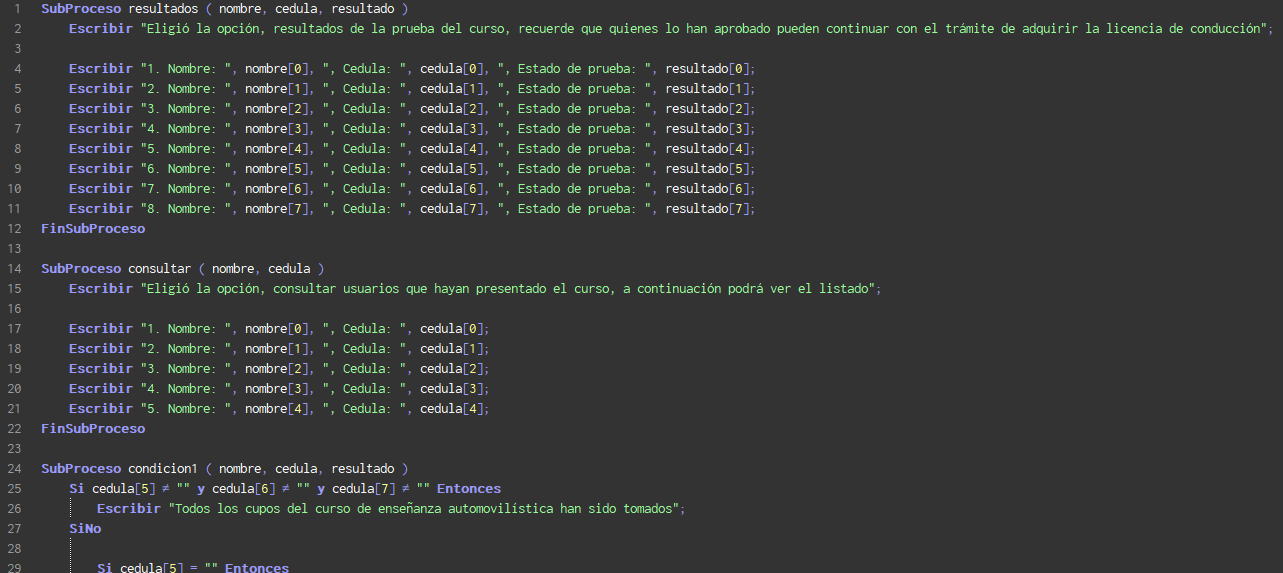 1 SubProceso resultados ( nombre, cedula, resultado )
2 Escribir "Eligió la opción, resultados de la prueba del curso, recuerde que quienes lo han aprobado pueden continuar con el trámite de adquirir la licencia de conducción";
3
4 Escribir "1. Nombre: ", nombre[0], ", Cedula: ", cedula[0], ", Estado de prueba: ", resultado[0];
5 Escribir "2. Nombre: ", nombre[1], ", Cedula: ", cedula[1], ", Estado de prueba: ", resultado[1];
6 Escribir "3. Nombre: ", nombre[2], ", Cedula: ", cedula[2], ", Estado de prueba: ", resultado[2];
7 Escribir "4. Nombre: ", nombre[3], ", Cedula: ", cedula[3], ", Estado de prueba: ", resultado[3];
8 Escribir "5. Nombre: ", nombre[4], ", Cedula: ", cedula[4], ", Estado de prueba: ", resultado[4];
9 Escribir "6. Nombre: ", nombre[5], ", Cedula: ", cedula[5], ", Estado de prueba: ", resultado[5];
10 Escribir "7. Nombre: ", nombre[6], ", Cedula: ", cedula[6], ", Estado de prueba: ", resultado[6];
11 Escribir "8. Nombre: ", nombre[7], ", Cedula: ", cedula[7], ", Estado de prueba: ", resultado[7];
12 FinSubProceso
13
14 SubProceso consultar ( nombre, cedula )
15 Escribir "Eligió la opción, consultar usuarios que hayan presentado el curso, a continuación podrá ver el listado";
16
17 Escribir "1. Nombre: ", nombre[0], ", Cedula: ", cedula[0];
18 Escribir "2. Nombre: ", nombre[1], ", Cedula: ", cedula[1];
19 Escribir "3. Nombre: ", nombre[2], ", Cedula: ", cedula[2];
20 Escribir "4. Nombre: ", nombre[3], ", Cedula: ", cedula[3];
21 Escribir "5. Nombre: ", nombre[4], ", Cedula: ", cedula[4];
22 FinSubProceso
23
24 SubProceso condicion1 ( nombre, cedula, resultado )
25 Si cedula[5] ≠ "" y cedula[6] ≠ "" y cedula[7] ≠ "" Entonces
26 Escribir "Todos los cupos del curso de enseñanza automovilística han sido tomados";
27 SiNo
28
29 Si cedula[5] = "" Entonces